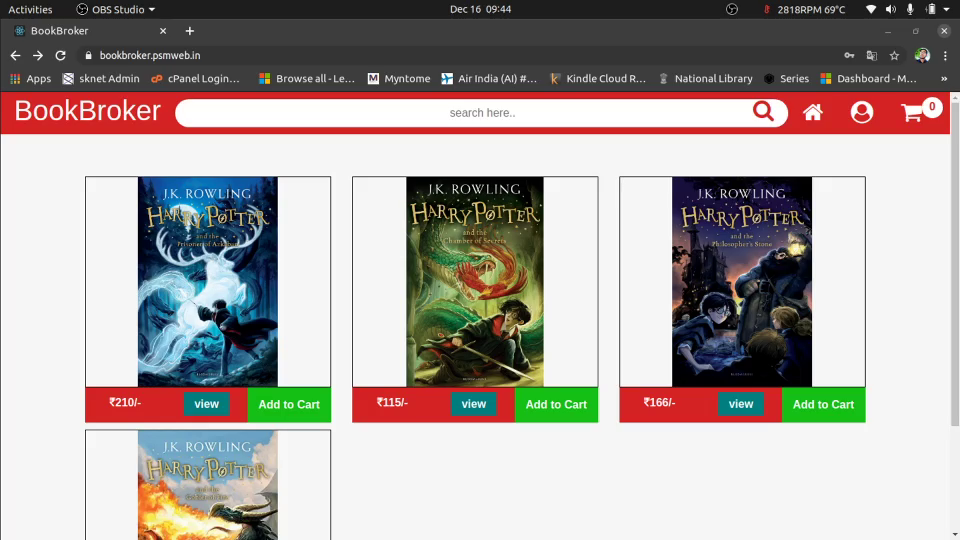 Activities
OBS Studio
Dec 16 09:44
2818RPM 69°C
BookBroker
bookbroker.psmweb.in
Apps
sknet Admin
cPanel Login…
Browse all - Le…
Myntome
Air India (AI) #…
Kindle Cloud R…
National Library
Series
Dashboard - M…
»
BookBroker
search here..
0
J.K. ROWLING
HARRY POTTER
and the
Prisoner of Azkaban
₹210/-
view
Add to Cart
J.K. ROWLING
HARRY POTTER
and the
Chamber of Secrets
₹115/-
view
Add to Cart
J.K. ROWLING
HARRY POTTER
and the
Philosopher's Stone
₹166/-
view
Add to Cart
J.K. ROWLING
HARRY POTTER
and the